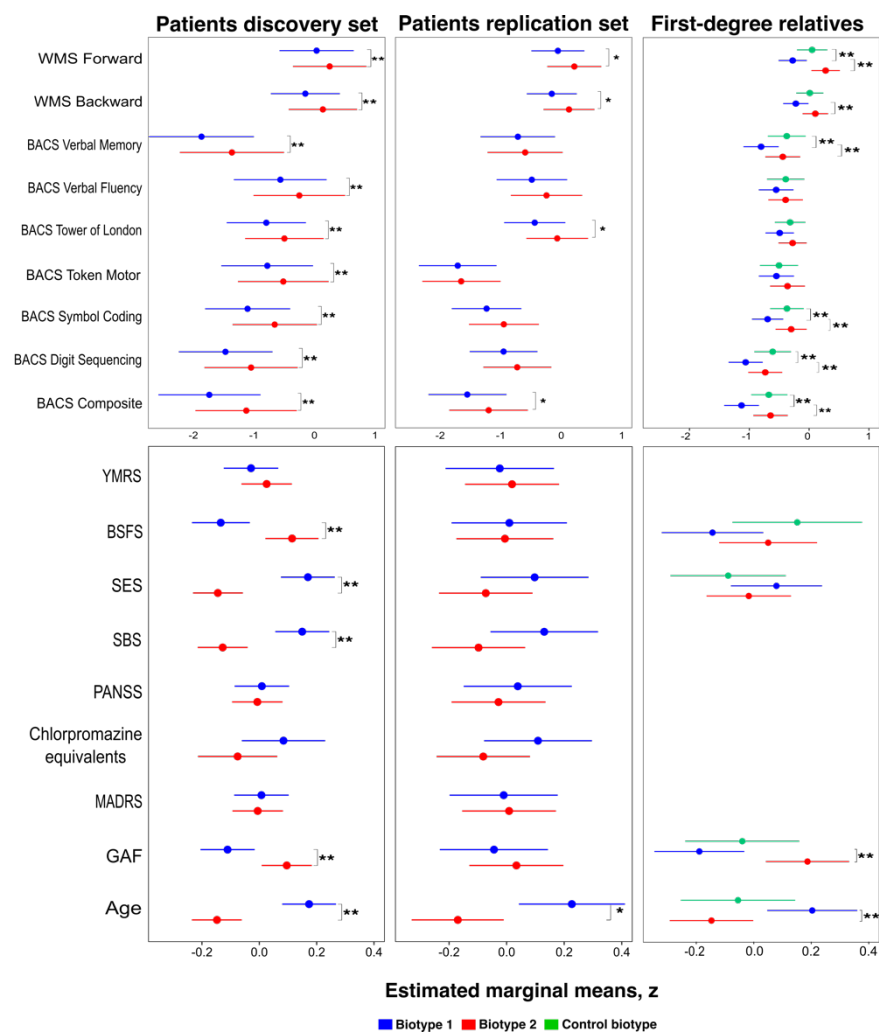 Patients discovery set Patients replication set First-degree relatives
WMS Forward ** * ** **
WMS Backward ** * **
BACS Verbal Memory ** ** **
BACS Verbal Fluency **
BACS Tower of London ** *
BACS Token Motor **
BACS Symbol Coding ** ** **
BACS Digit Sequencing ** ** **
BACS Composite ** * ** **
-2 -1 0 1 -2 -1 0 1 -2 -1 0 1
YMRS
BSFS **
SES **
SBS **
PANSS
Chlorpromazine
equivalents
MADRS
GAF ** **
Age ** * **
-0.2 0.0 0.2 0.4 -0.2 0.0 0.2 0.4 -0.2 0.0 0.2 0.4
Estimated marginal means, z
Biotype 1 Biotype 2 Control biotype